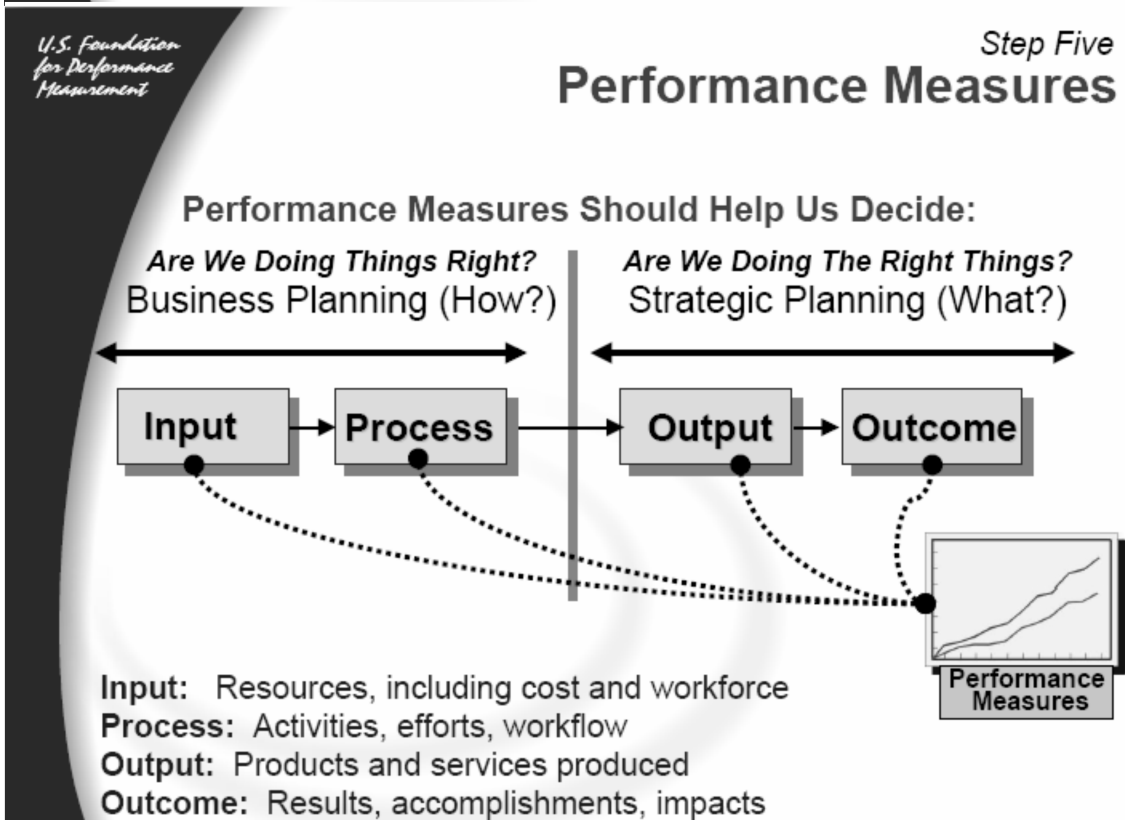 U.S. Foundation
for Performance
Measurement
Step Five
Performance Measures
Performance Measures Should Help Us Decide:
Are We Doing Things Right?
Business Planning (How?)
Are We Doing The Right Things?
Strategic Planning (What?)
Input
Process
Output
Outcome
Performance
Measures
Input: Resources, including cost and workforce
Process: Activities, efforts, workflow
Output: Products and services produced
Outcome: Results, accomplishments, impacts